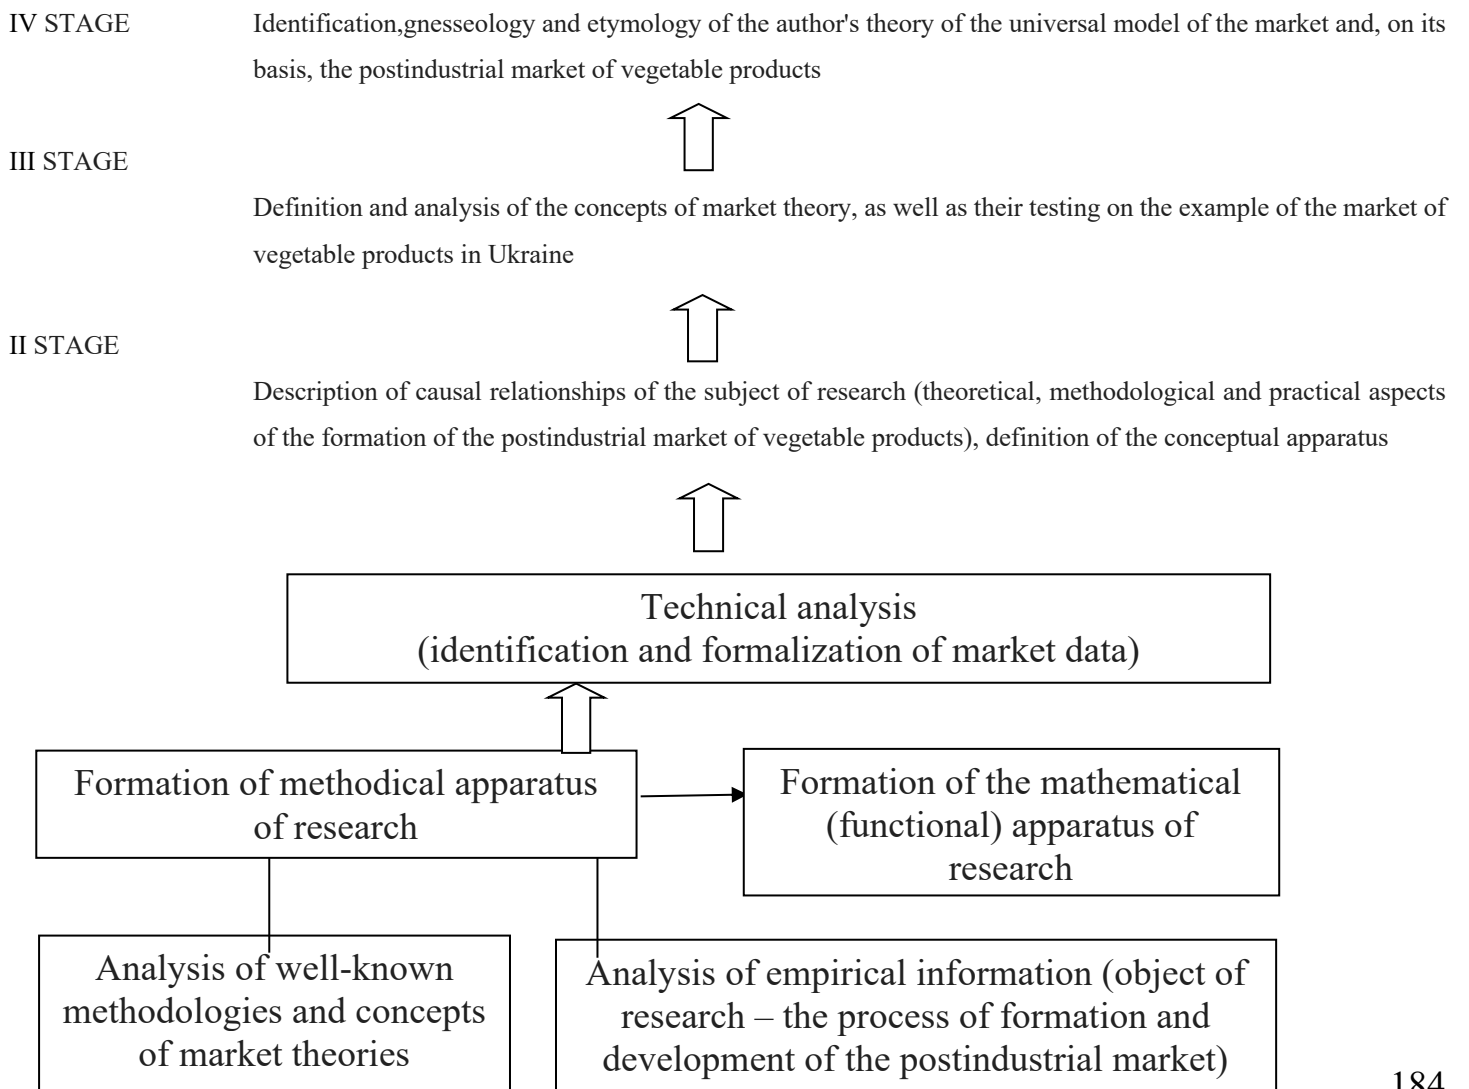 IV STAGE
Identification,gnesseology and etymology of the author's theory of the universal model of the market and, on its
basis, the postindustrial market of vegetable products
III STAGE
Definition and analysis of the concepts of market theory, as well as their testing on the example of the market of
vegetable products in Ukraine
II STAGE
Description of causal relationships of the subject of research (theoretical, methodological and practical aspects
of the formation of the postindustrial market of vegetable products), definition of the conceptual apparatus
Technical analysis
(identification and formalization of market data)
Formation of methodical apparatus
of research
Formation of the mathematical
(functional) apparatus of
research
Analysis of well-known
methodologies and concepts
of market theories
Analysis of empirical information (object of
research – the process of formation and
development of the postindustrial market)
184